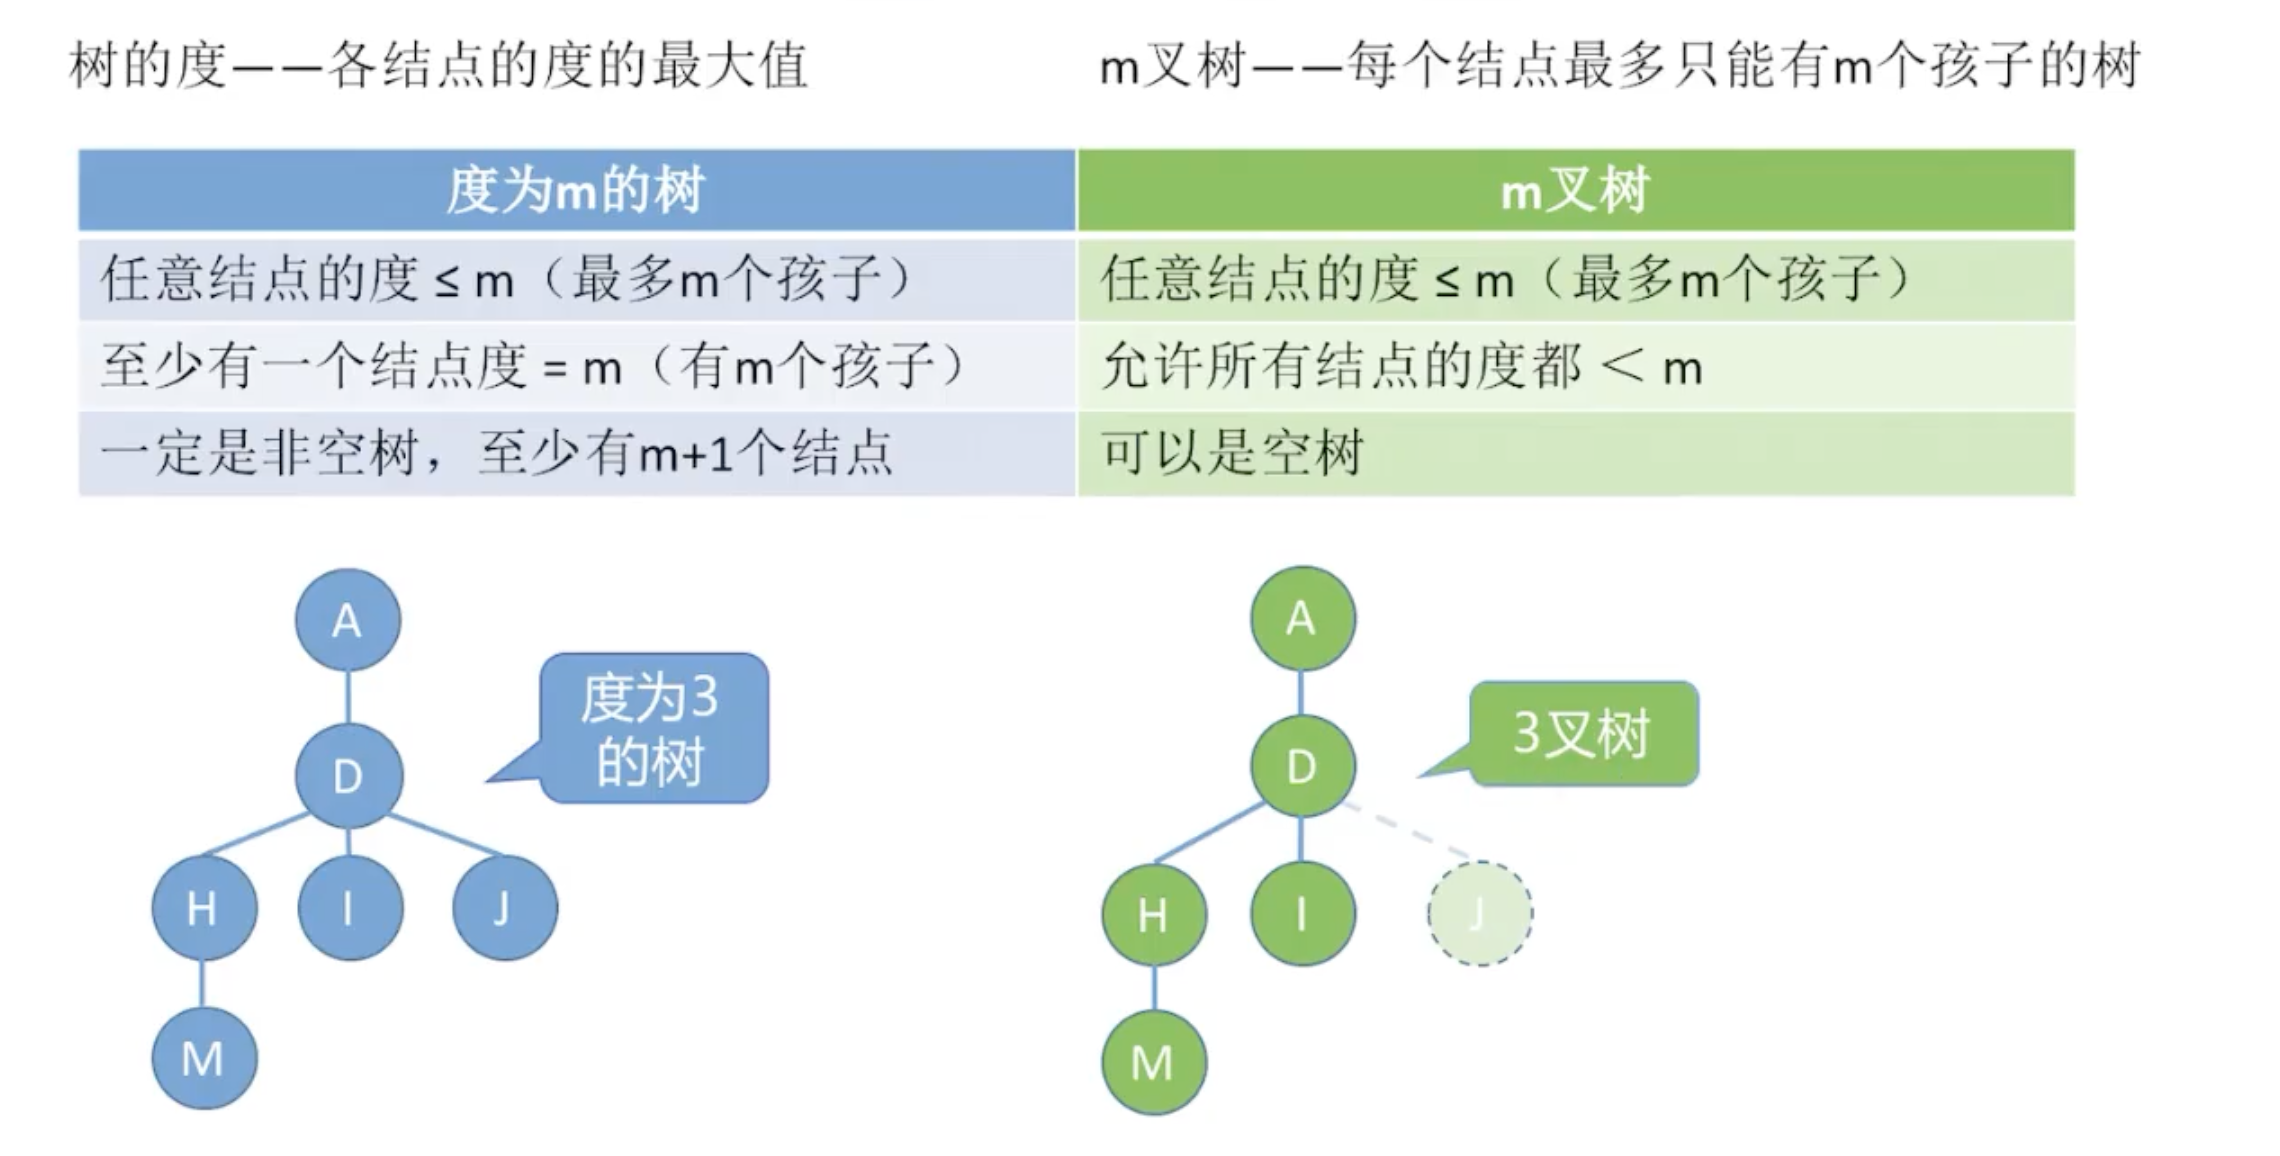 树的度——各结点的度的最大值
m叉树——每个结点最多只能有m个孩子的树
度为m的树
m叉树
任意结点的度 ≤ m（最多m个孩子）
任意结点的度 ≤ m（最多m个孩子）
至少有一个结点度 = m（有m个孩子）
允许所有结点的度都 < m
一定是非空树，至少有m+1个结点
可以是空树
A
D
H
I
J
M
度为3
的树
A
D
H
I
J
M
3叉树